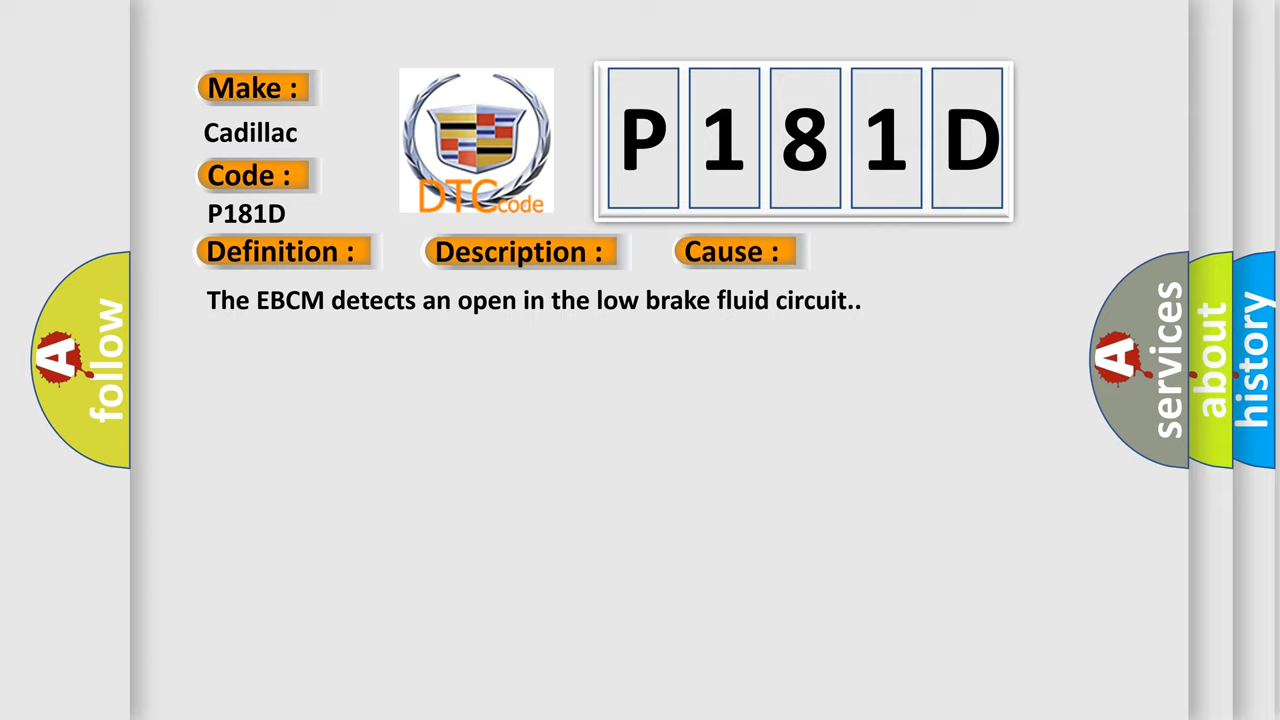 Make :
Cadillac
Code :
P181D
DTC code
P 1 8 1 D
Definition :
Description :
Cause :
The EBCM detects an open in the low brake fluid circuit..
A follow
A services
about
history